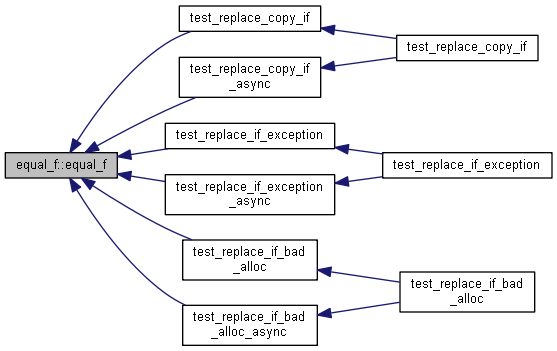 test_replace_copy_if
test_replace_copy_if
test_replace_copy_if
_async
test_replace_if_exception
equal_f::equal_f
test_replace_if_exception
test_replace_if_exception
_async
test_replace_if_bad
_alloc
test_replace_if_bad
_alloc
test_replace_if_bad
_alloc_async